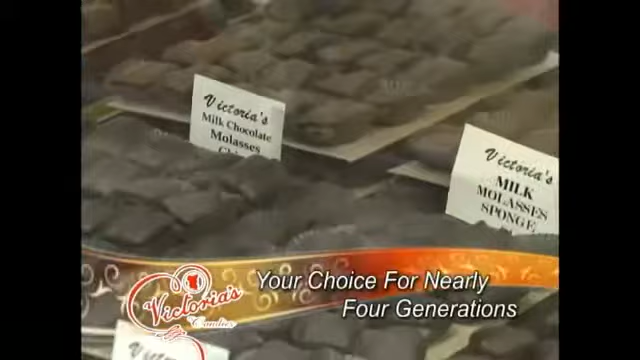 Victoria's
Milk Chocolate
Molasses
Victoria's
MILK
MOLASSES
SPONGE
Your Choice For Nearly
Four Generations
Victoria's
Candies